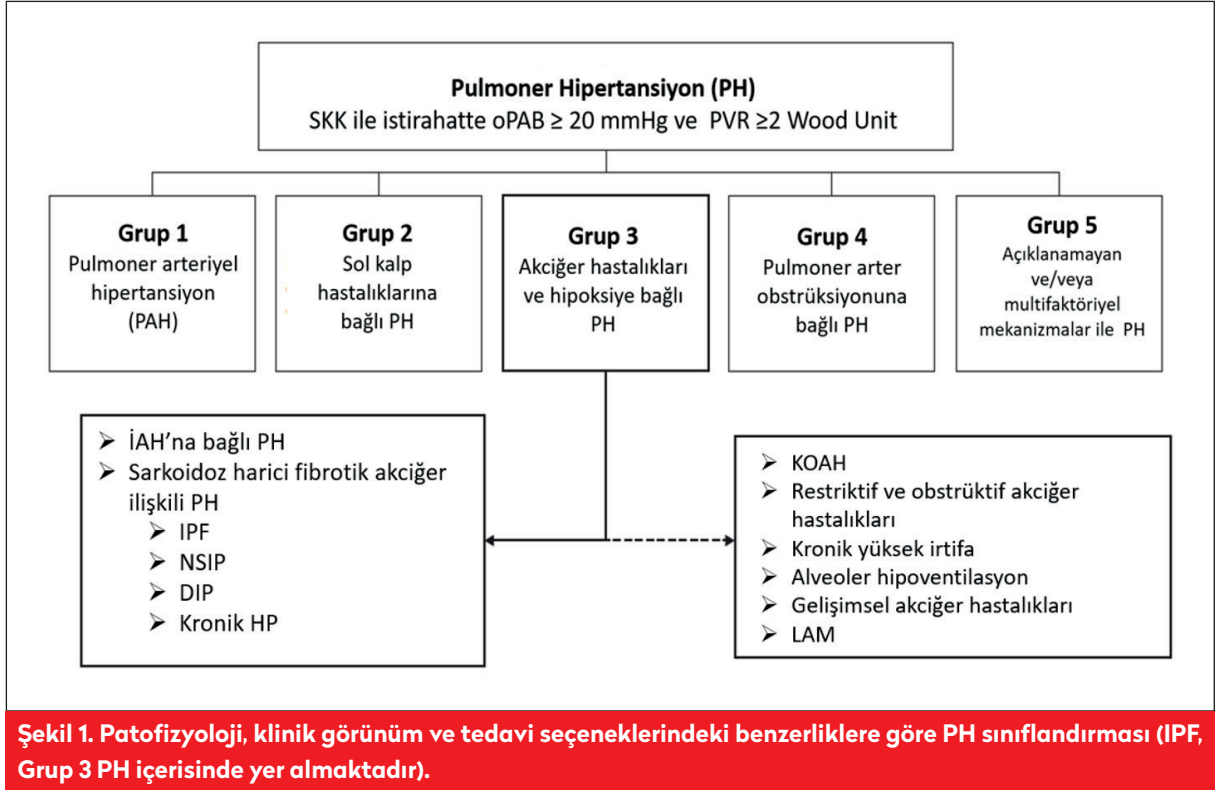 Pulmoner Hipertansiyon (PH)
SKK ile istirahatte oPAB ≥ 20 mmHg ve PVR ≥2 Wood Unit
Grup 1
Pulmoner arteriyel
hipertansiyon
(PAH)
Grup 2
Sol kalp
hastalıklarına
bağlı PH
Grup 3
Akciğer hastalıkları
ve hipoksiye bağlı
PH
Grup 4
Pulmoner arter
obstrüksiyonuna
bağlı PH
Grup 5
Açıklanamayan
ve/veya
multifaktöriyel
mekanizmalar ile PH
➢ İAH’na bağlı PH
➢ Sarkoidoz harici fibrotik akciğer
ilişkili PH
➢ IPF
➢ NSIP
➢ DIP
➢ Kronik HP
➢ KOAH
➢ Restriktif ve obstrüktif akciğer
hastalıkları
➢ Kronik yüksek irtifa
➢ Alveoler hipoventilasyon
➢ Gelişimsel akciğer hastalıkları
➢ LAM
Şekil 1. Patofizyoloji, klinik görünüm ve tedavi seçeneklerindeki benzerliklere göre PH sınıflandırması (IPF,
Grup 3 PH içerisinde yer almaktadır).